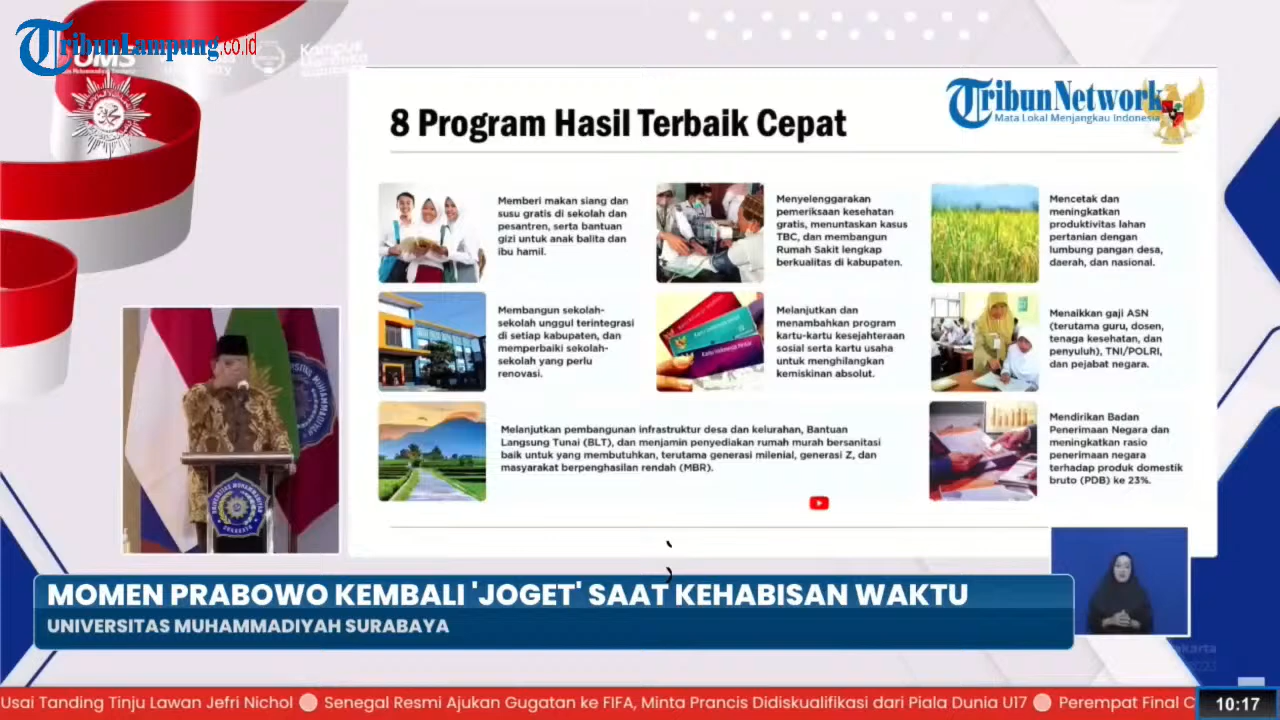 TribunLampung.co.id
UMS
Kampus
Merdeka
8 Program Hasil Terbaik Cepat
TribunNetwork
Mata Lokal Menjangkau Indonesia
Memberi makan siang dan
susu gratis di sekolah dan
pesantren, serta bantuan
gizi untuk anak balita dan
ibu hamil.
Menyelenggarakan
pemeriksaan kesehatan
gratis, menuntaskan kasus
TBC, dan membangun
Rumah Sakit lengkap
berkualitas di kabupaten.
Mencetak dan
meningkatkan
produktivitas lahan
pertanian dengan
lumbung pangan desa,
daerah, dan nasional.
Membangun sekolah-
sekolah unggul terintegrasi
di setiap kabupaten, dan
memperbaiki sekolah-
sekolah yang perlu
renovasi.
Melanjutkan dan
menambahkan program
kartu-kartu kesejahteraan
sosial serta kartu usaha
untuk menghilangkan
kemiskinan absolut.
Menaikkan gaji ASN
(terutama guru, dosen,
tenaga kesehatan, dan
penyuluh), TNI/POLRI,
dan pejabat negara.
Melanjutkan pembangunan infrastruktur desa dan kelurahan, Bantuan
Langsung Tunai (BLT), dan menjamin penyediakan rumah murah bersanitasi
baik untuk yang membutuhkan, terutama generasi milenial, generasi Z, dan
masyarakat berpenghasilan rendah (MBR).
Mendirikan Badan
Penerimaan Negara dan
meningkatkan rasio
penerimaan negara
terhadap produk domestik
bruto (PDB) ke 23%.
UNIVERSITAS MUHAMMADIYAH
SURAKARTA
MOMEN PRABOWO KEMBALI 'JOGET' SAAT KEHABISAN WAKTU
UNIVERSITAS MUHAMMADIYAH SURABAYA
Usai Tanding Tinju Lawan Jefri Nichol Senegal Resmi Ajukan Gugatan ke FIFA, Minta Prancis Didiskualifikasi dari Piala Dunia U17 Perempat Final C
10:17